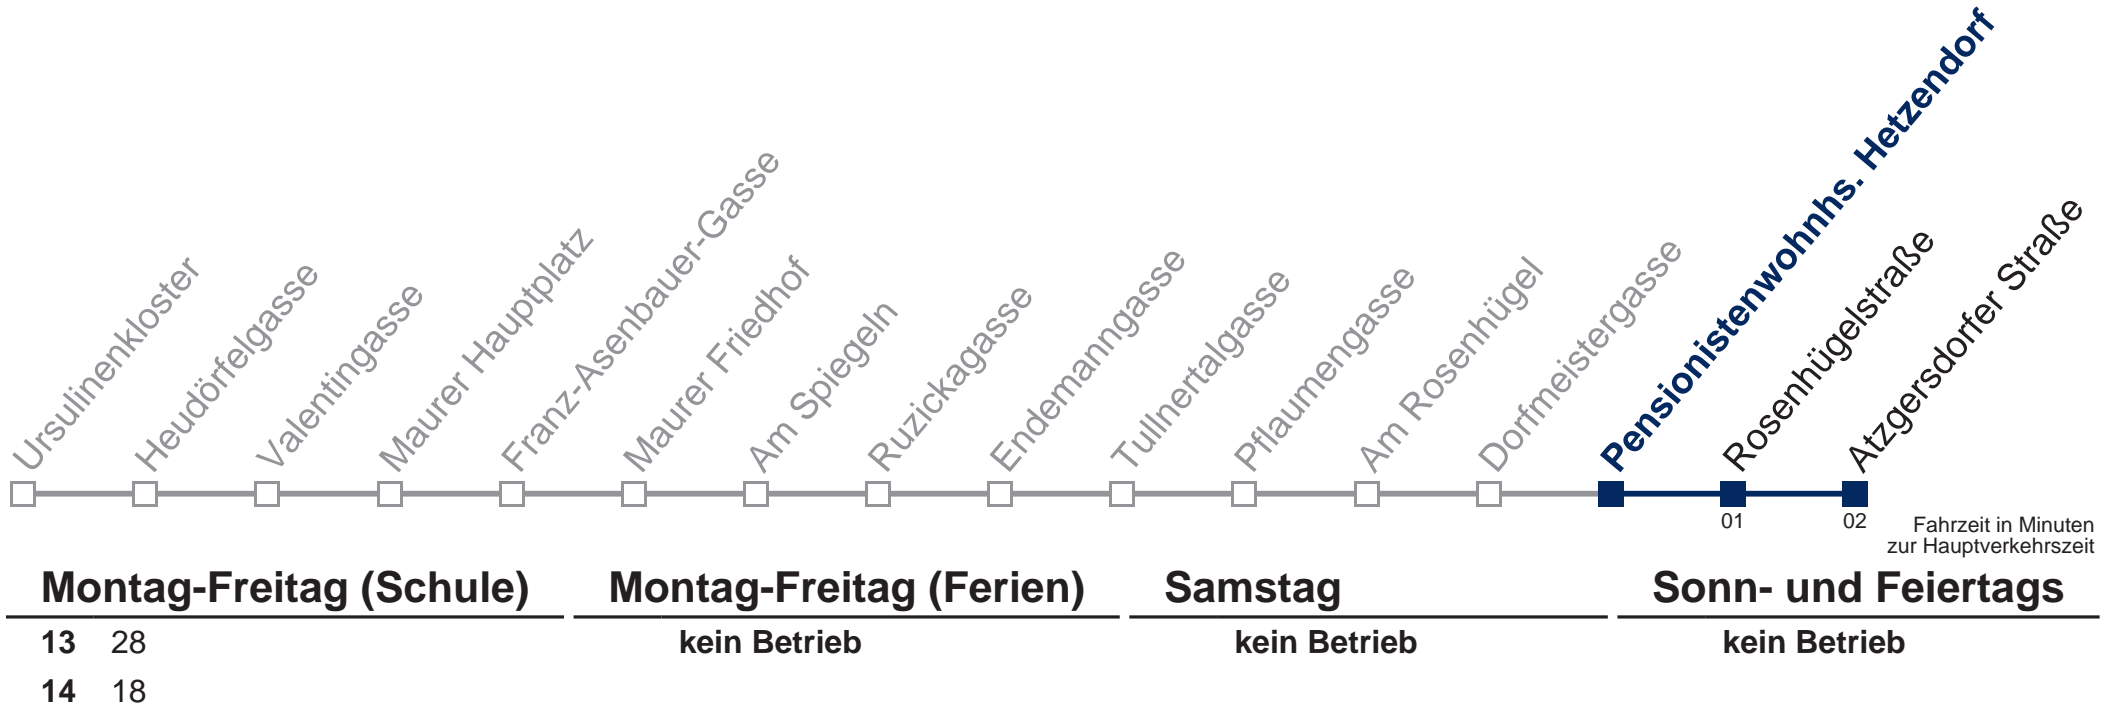 Ursulinenkloster
Heudörfelgasse
Valentingasse
Maurer Hauptplatz
Franz-Asenbauer-Gasse
Maurer Friedhof
Am Spiegeln
Ruzickagasse
Endemanngasse
Tullnertalgasse
Pflaumengasse
Am Rosenhügel
Dorfmeistergasse
Pensionistenwohnhs. Hetzendorf
Rosenhügelstraße
Atzgersdorfer Straße
01 02
Fahrzeit in Minuten
zur Hauptverkehrszeit
Montag-Freitag (Schule) Montag-Freitag (Ferien) Samstag Sonn- und Feiertags
13 28 kein Betrieb kein Betrieb kein Betrieb
14 18